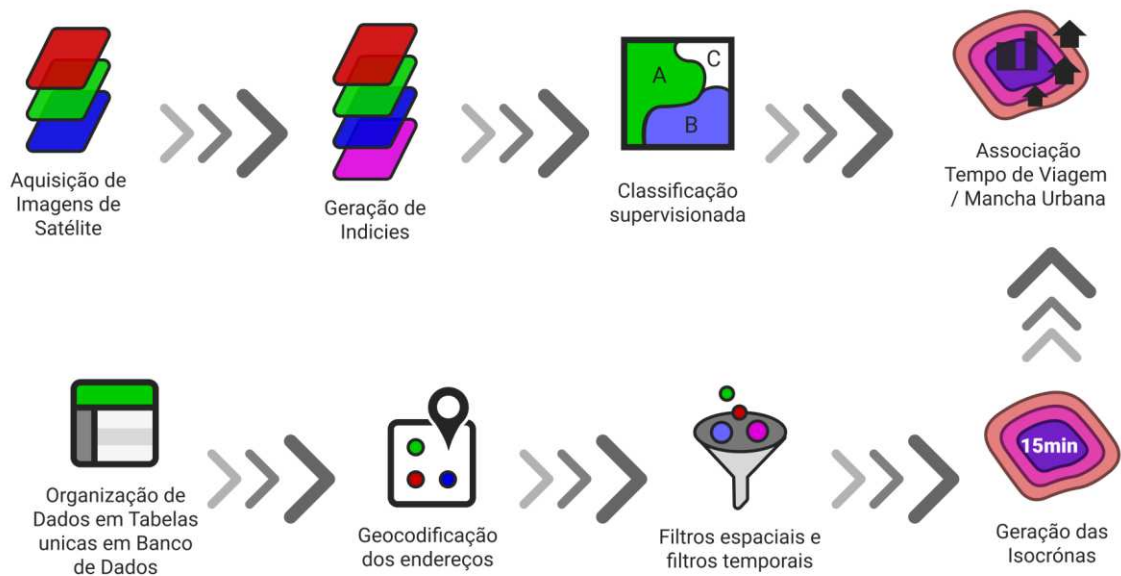 Aquisição de
Imagens de
Satélite
Geração de
Indicies
A
B
C
Classificação
supervisionada
Associação
Tempo de Viagem
/ Mancha Urbana
Organização de
Dados em Tabelas
unicas em Banco
de Dados
Geocodificação
dos endereços
Filtros espaciais e
filtros temporais
15min
Geração das
Isocrónas